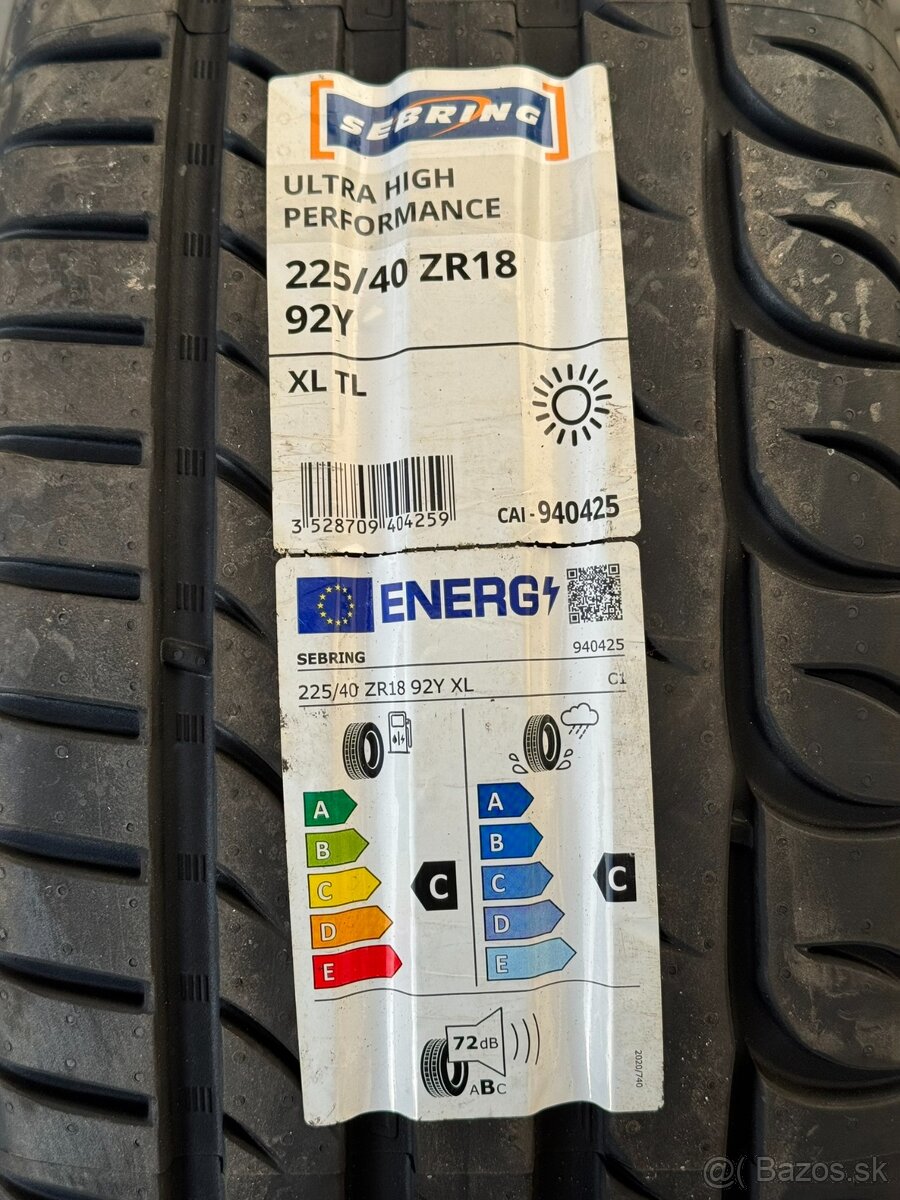 SEBRING
ULTRA HIGH
PERFORMANCE
225/40 ZR18
92Y
XL TL
3 528709 404259
CAI - 940425
ENERG
SEBRING
940425
225/40 ZR18 92Y XL
C1
A
B
C
D
E
C
A
B
C
D
E
C
72dB
ABC
2020/740
@( Bazos.sk